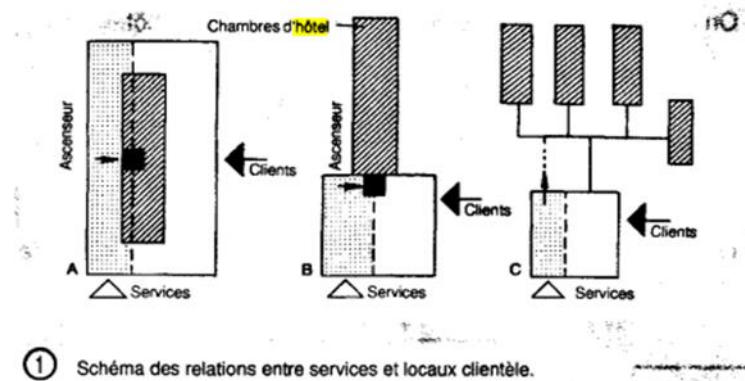 Chambres d'hôtel
Ascenseur
Clients
A
Services
Ascenseur
Clients
B
Services
Clients
C
Services
1 Schéma des relations entre services et locaux clientèle.